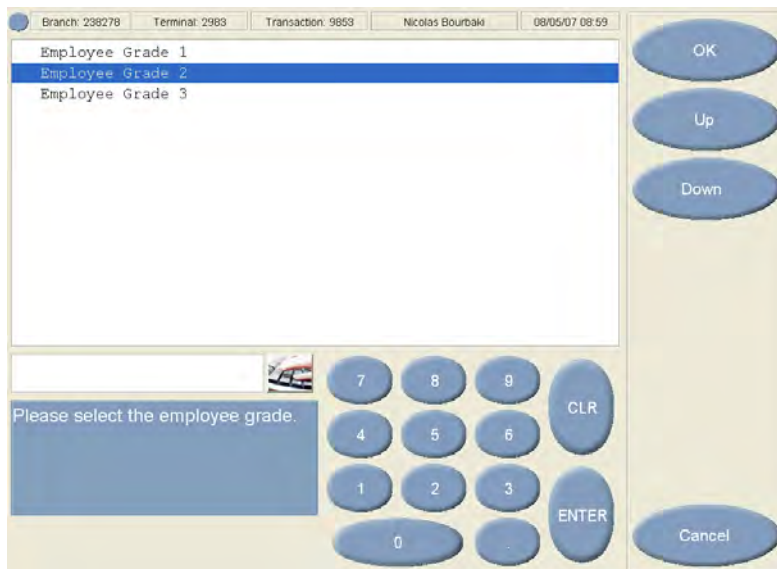 Branch: 238278 Terminal: 2983 Transaction: 9853 Nicolas Bourbaki 08/05/07 08:59
Employee Grade 1
Employee Grade 2
Employee Grade 3
OK
Up
Down
Please select the employee grade.
7 8 9 CLR
4 5 6
1 2 3 ENTER
0 .
Cancel